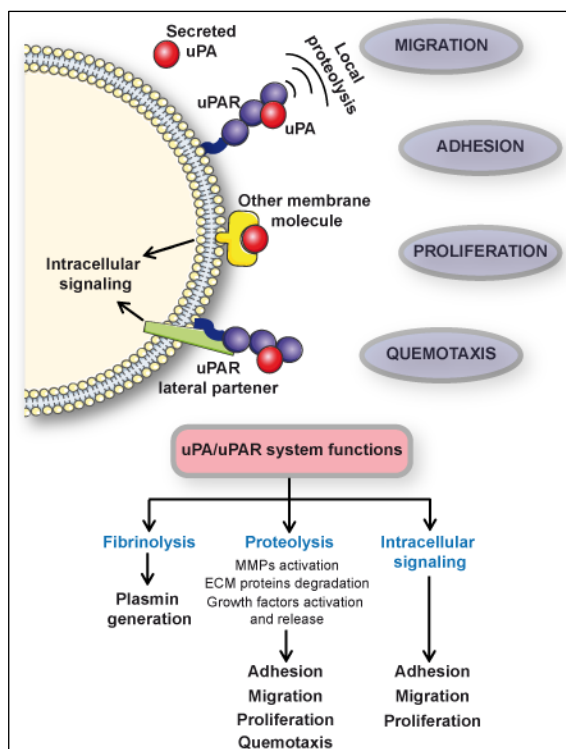 Secreted
uPA
Local
proteolysis
uPAR
uPA
Other membrane
molecule
Intracellular
signaling
uPAR
lateral partener
MIGRATION
ADHESION
PROLIFERATION
QUEMOTAXIS
uPA/uPAR system functions
Fibrinolysis
Plasmin
generation
Proteolysis
MMPs activation
ECM proteins degradation
Growth factors activation
and release
Adhesion
Migration
Proliferation
Quemotaxis
Intracellular
signaling
Adhesion
Migration
Proliferation